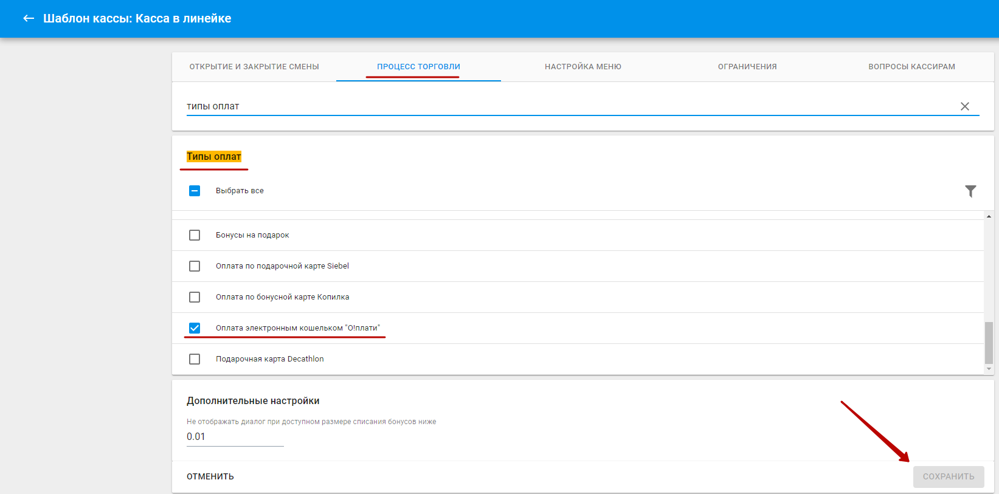 Шаблон кассы: Касса в линейке
ОТКРЫТИЕ И ЗАКРЫТИЕ СМЕНЫ
ПРОЦЕСС ТОРГОВЛИ
НАСТРОЙКА МЕНЮ
ОГРАНИЧЕНИЯ
ВОПРОСЫ КАССИРАМ
типы оплат
Типы оплат
Выбрать все
Бонусы на подарок
Оплата по подарочной карте Siebel
Оплата по бонусной карте Копилка
Оплата электронным кошельком "О!плати"
Подарочная карта Decathlon
Дополнительные настройки
Не отображать диалог при доступном размере списания бонусов ниже
0.01
ОТМЕНИТЬ
СОХРАНИТЬ